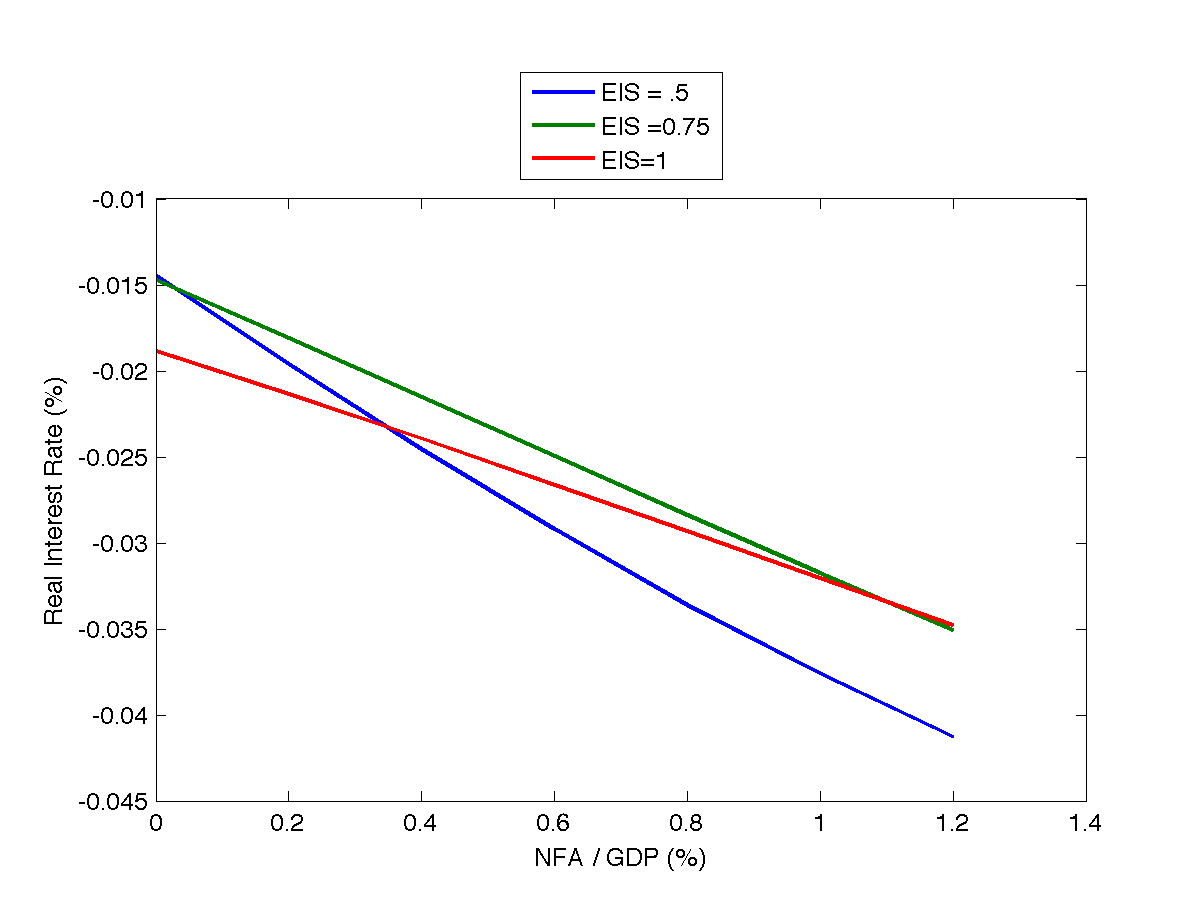 EIS = .5
EIS =0.75
EIS=1
-0.01
-0.015
-0.02
-0.025
-0.03
-0.035
-0.04
-0.045
Real Interest Rate (%)
0 0.2 0.4 0.6 0.8 1 1.2 1.4
NFA / GDP (%)